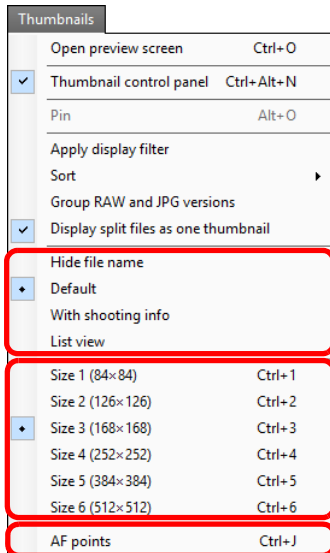 Thumbnails
Open preview screen Ctrl+O
Thumbnail control panel Ctrl+Alt+N
Pin Alt+O
Apply display filter
Sort
Group RAW and JPG versions
Display split files as one thumbnail
Hide file name
Default
With shooting info
List view
Size 1 (84×84) Ctrl+1
Size 2 (126×126) Ctrl+2
Size 3 (168×168) Ctrl+3
Size 4 (252×252) Ctrl+4
Size 5 (384×384) Ctrl+5
Size 6 (512×512) Ctrl+6
AF points Ctrl+J